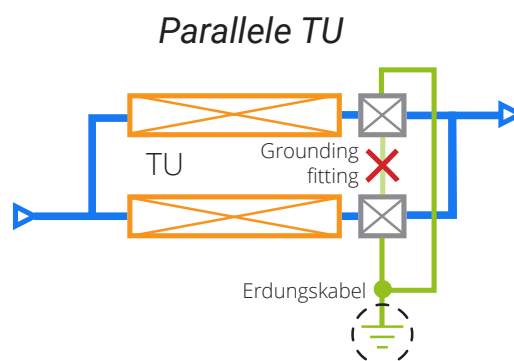 Parallele TU
TU
Grounding
fitting
Erdungskabel